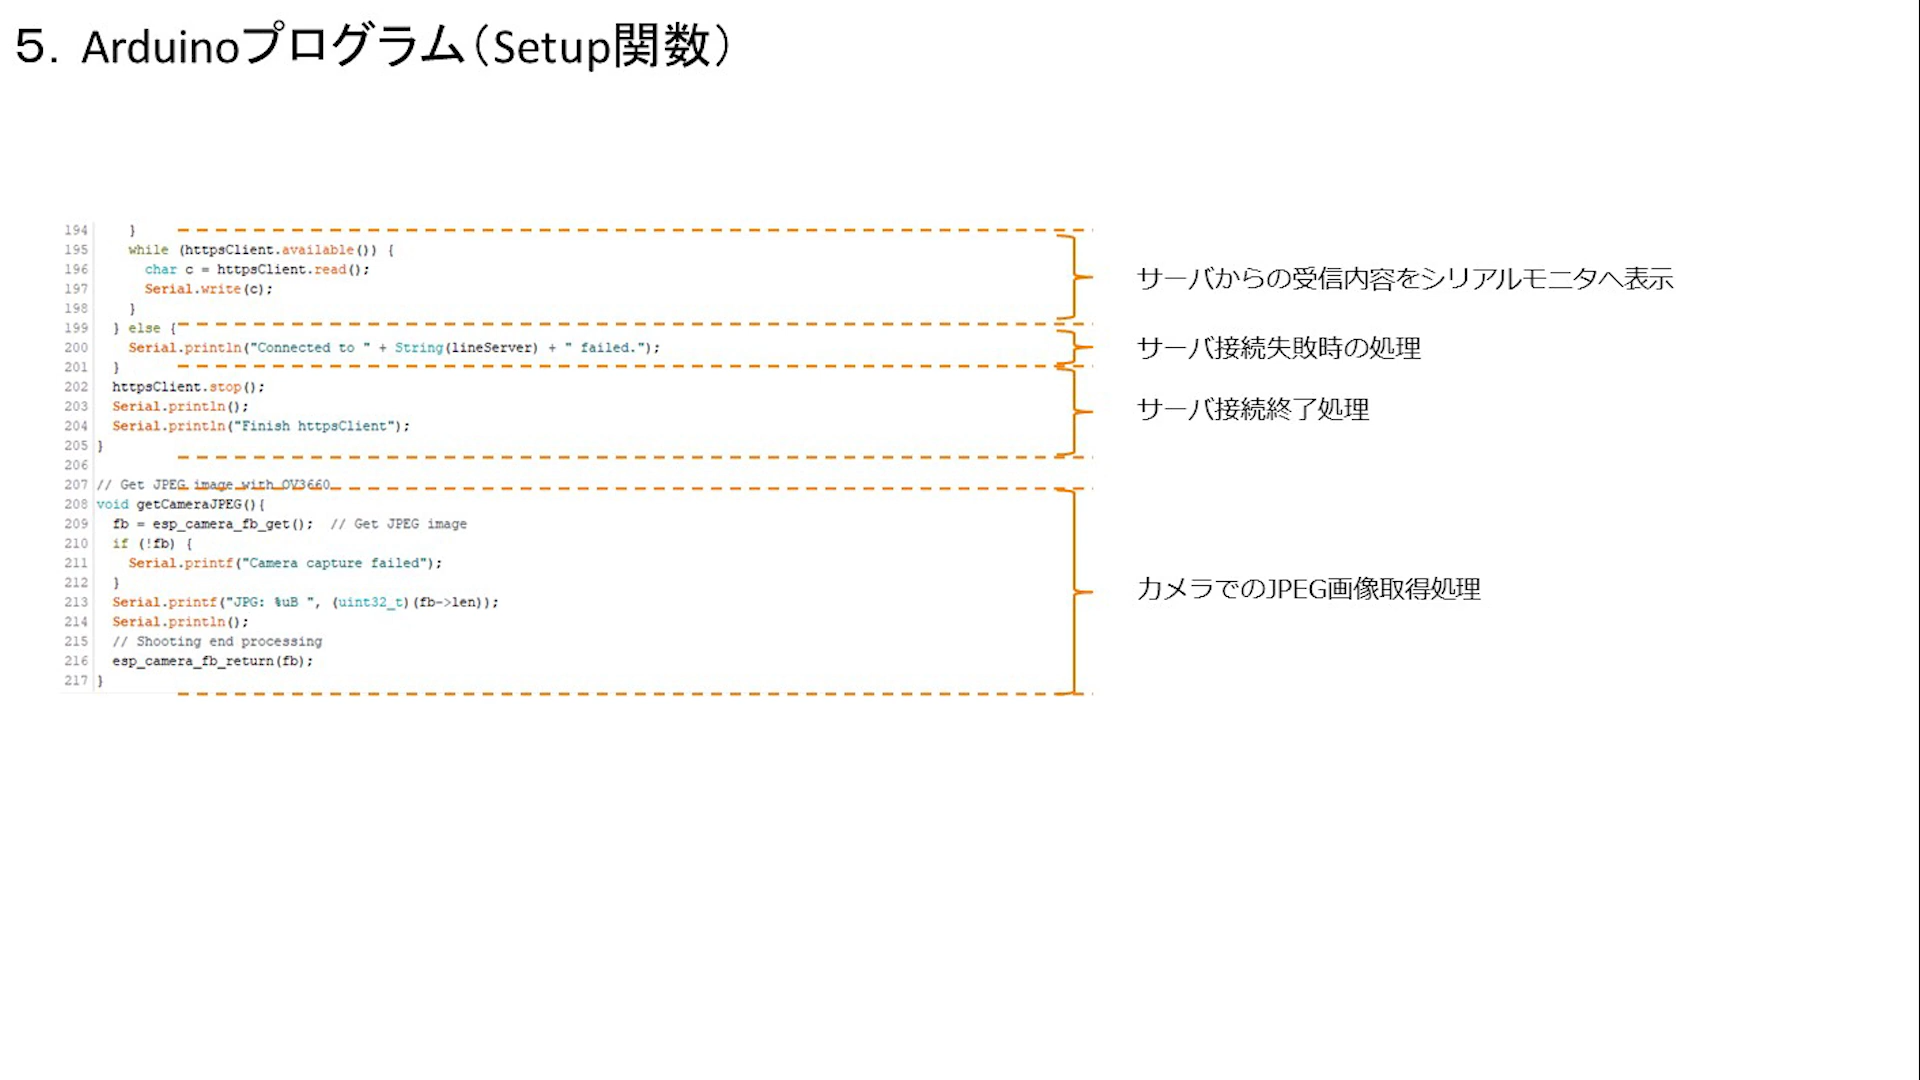 ５．Arduinoプログラム（Setup関数）
194     }
195     while (httpsClient.available()) {
196       char c = httpsClient.read();
197       Serial.write(c);
198     }
199   } else {
200     Serial.println("Connected to " + String(lineServer) + " failed.");
201   }
202   httpsClient.stop();
203   Serial.println();
204   Serial.println("Finish httpsClient");
205 }
206
207 // Get JPEG image with OV3660
208 void getCameraJPEG(){
209   fb = esp_camera_fb_get();  // Get JPEG image
210   if (!fb) {
211     Serial.printf("Camera capture failed");
212   }
213   Serial.printf("JPG: %uB ", (uint32_t)(fb->len));
214   Serial.println();
215   // Shooting end processing
216   esp_camera_fb_return(fb);
217 }
サーバからの受信内容をシリアルモニタへ表示
サーバ接続失敗時の処理
サーバ接続終了処理
カメラでのJPEG画像取得処理